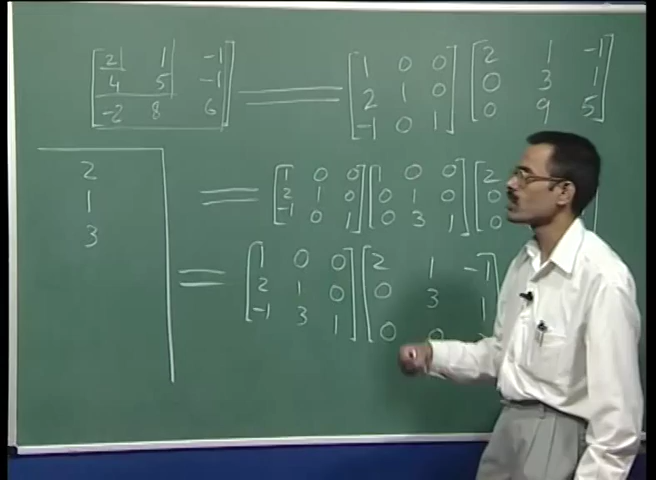 2 1 -1 1 0 0 2 1 -1
4 5 -1 = 2 1 0 0 3 1
-2 8 6 -1 0 1 0 9 5
1 0 0 1 0 0 2
= 2 1 0 0 1 0 0
-1 0 1 0 3 1 0
1 0 0 2 1 -1
= 2 1 0 0 3 1
-1 3 1 0 0
2
1
3